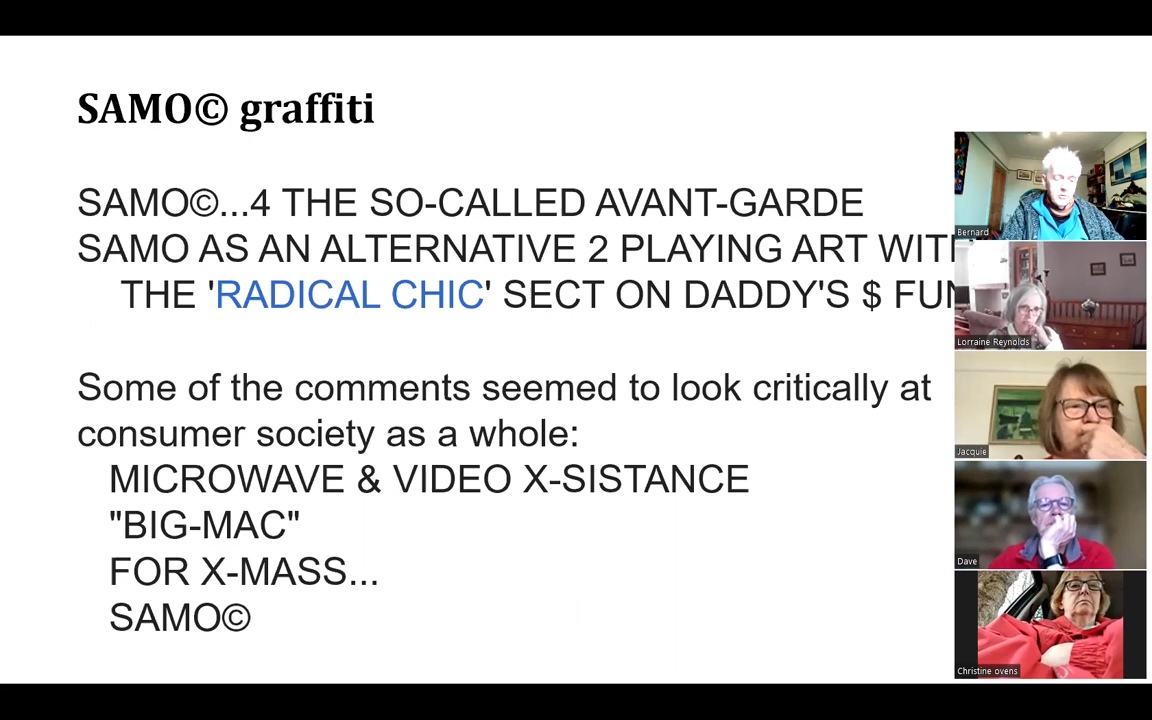 SAMO© graffiti
SAMO©...4 THE SO-CALLED AVANT-GARDE
SAMO AS AN ALTERNATIVE 2 PLAYING ART WITH
THE 'RADICAL CHIC' SECT ON DADDY'S $ FUN
Some of the comments seemed to look critically at
consumer society as a whole:
MICROWAVE & VIDEO X-SISTANCE
"BIG-MAC"
FOR X-MASS...
SAMO©
Bernard
Lorraine Reynolds
Jacquie
Dave
Christine ovens